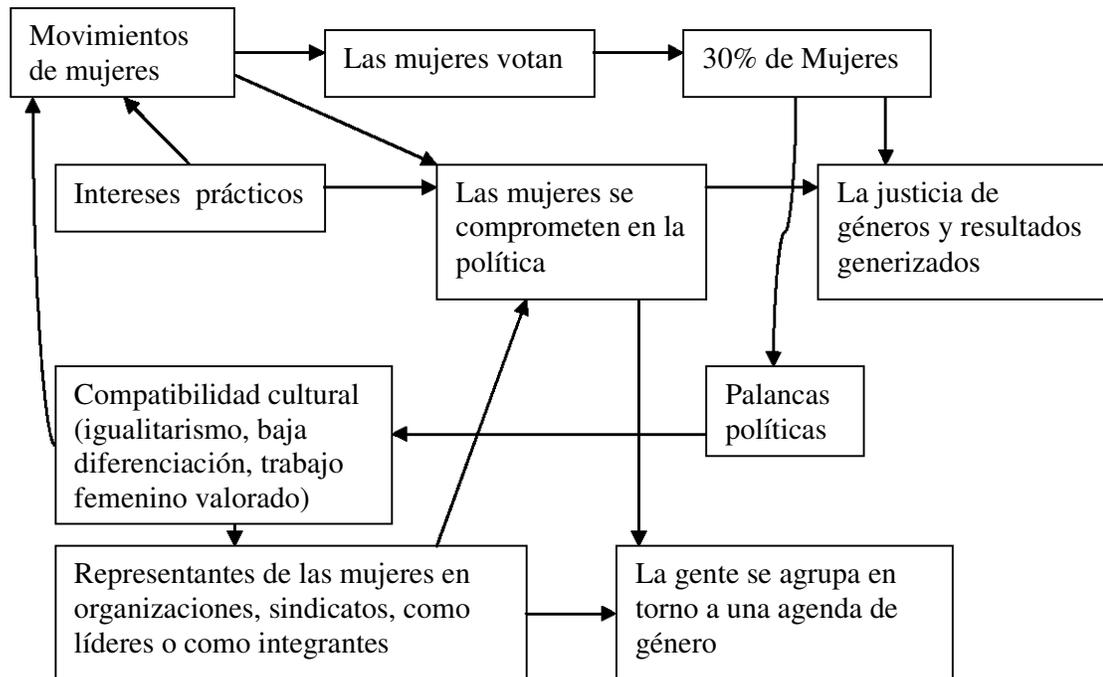 Movimientos
de mujeres
Las mujeres votan
30% de Mujeres
Intereses prácticos
Las mujeres se
comprometen en la
política
La justicia de
géneros y resultados
generizados
Compatibilidad cultural
(igualitarismo, baja
diferenciación, trabajo
femenino valorado)
Palancas
políticas
Representantes de las mujeres en
organizaciones, sindicatos, como
líderes o como integrantes
La gente se agrupa en
torno a una agenda de
género